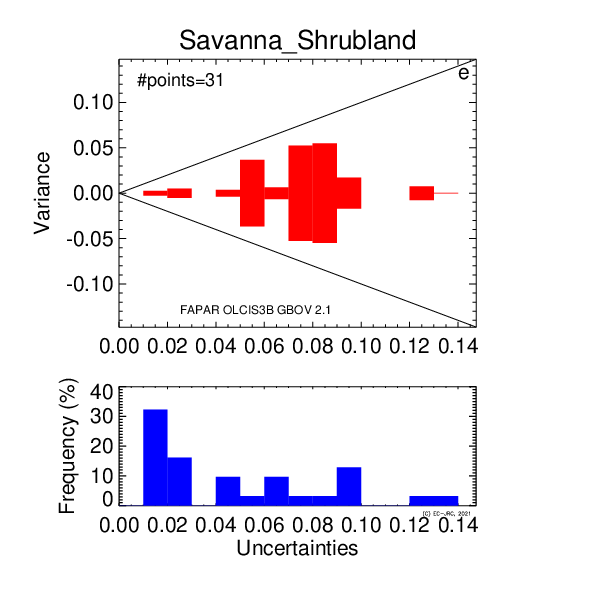 Savanna_Shrubland
#points=31
e
0.10
0.05
0.00
-0.05
-0.10
Variance
FAPAR OLCIS3B GBOV 2.1
0.00 0.02 0.04 0.06 0.08 0.10 0.12 0.14
40
30
20
10
0
Frequency (%)
(C) EC-JRC, 2021
0.00 0.02 0.04 0.06 0.08 0.10 0.12 0.14
Uncertainties